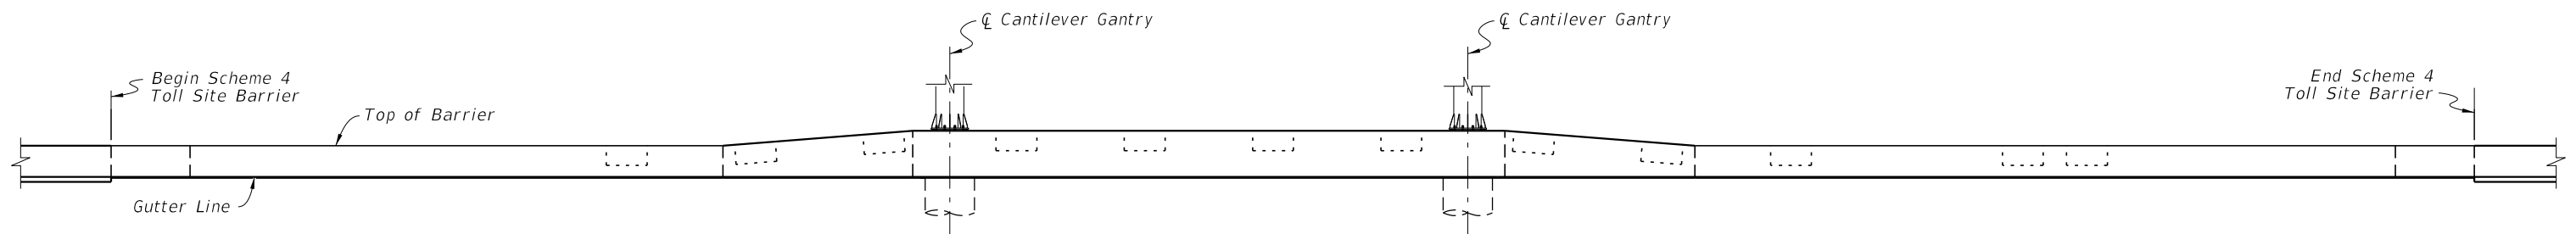 ℄ Cantilever Gantry
℄ Cantilever Gantry
Begin Scheme 4
Toll Site Barrier
End Scheme 4
Toll Site Barrier
Top of Barrier
Gutter Line